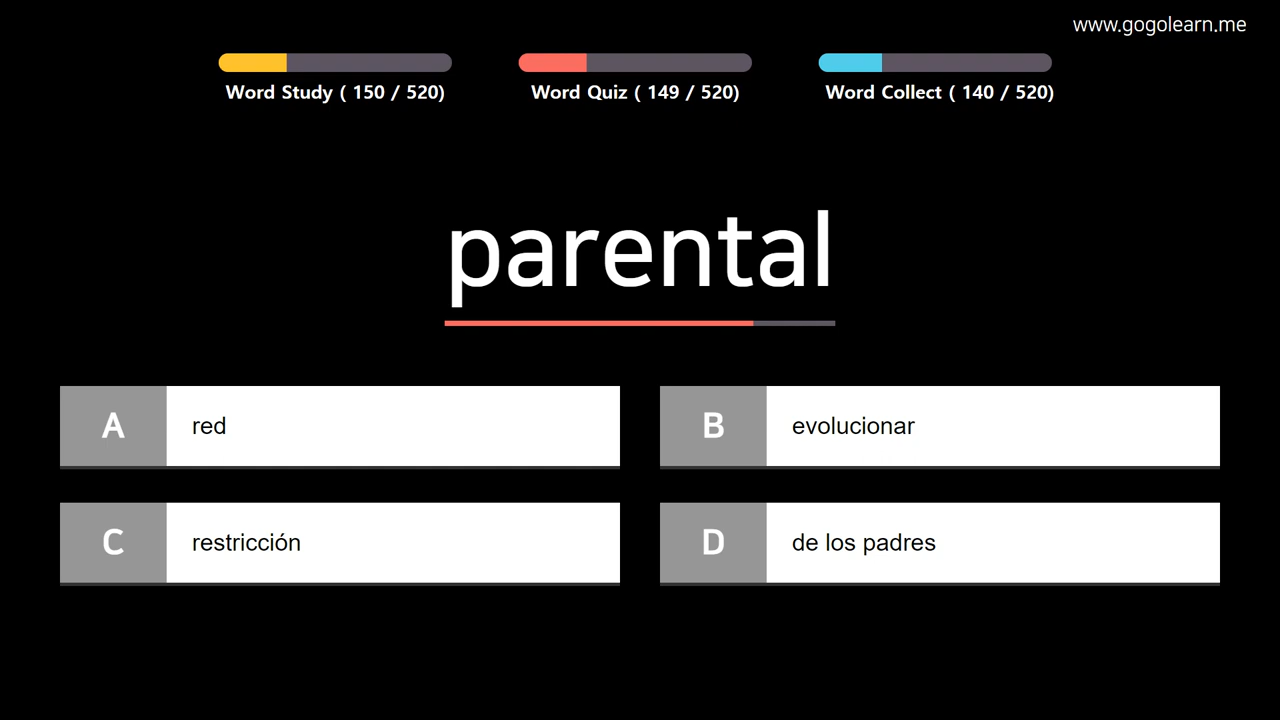 www.gogolearn.me
Word Study ( 150 / 520)
Word Quiz ( 149 / 520)
Word Collect ( 140 / 520)
parental
A red
B evolucionar
C restricción
D de los padres